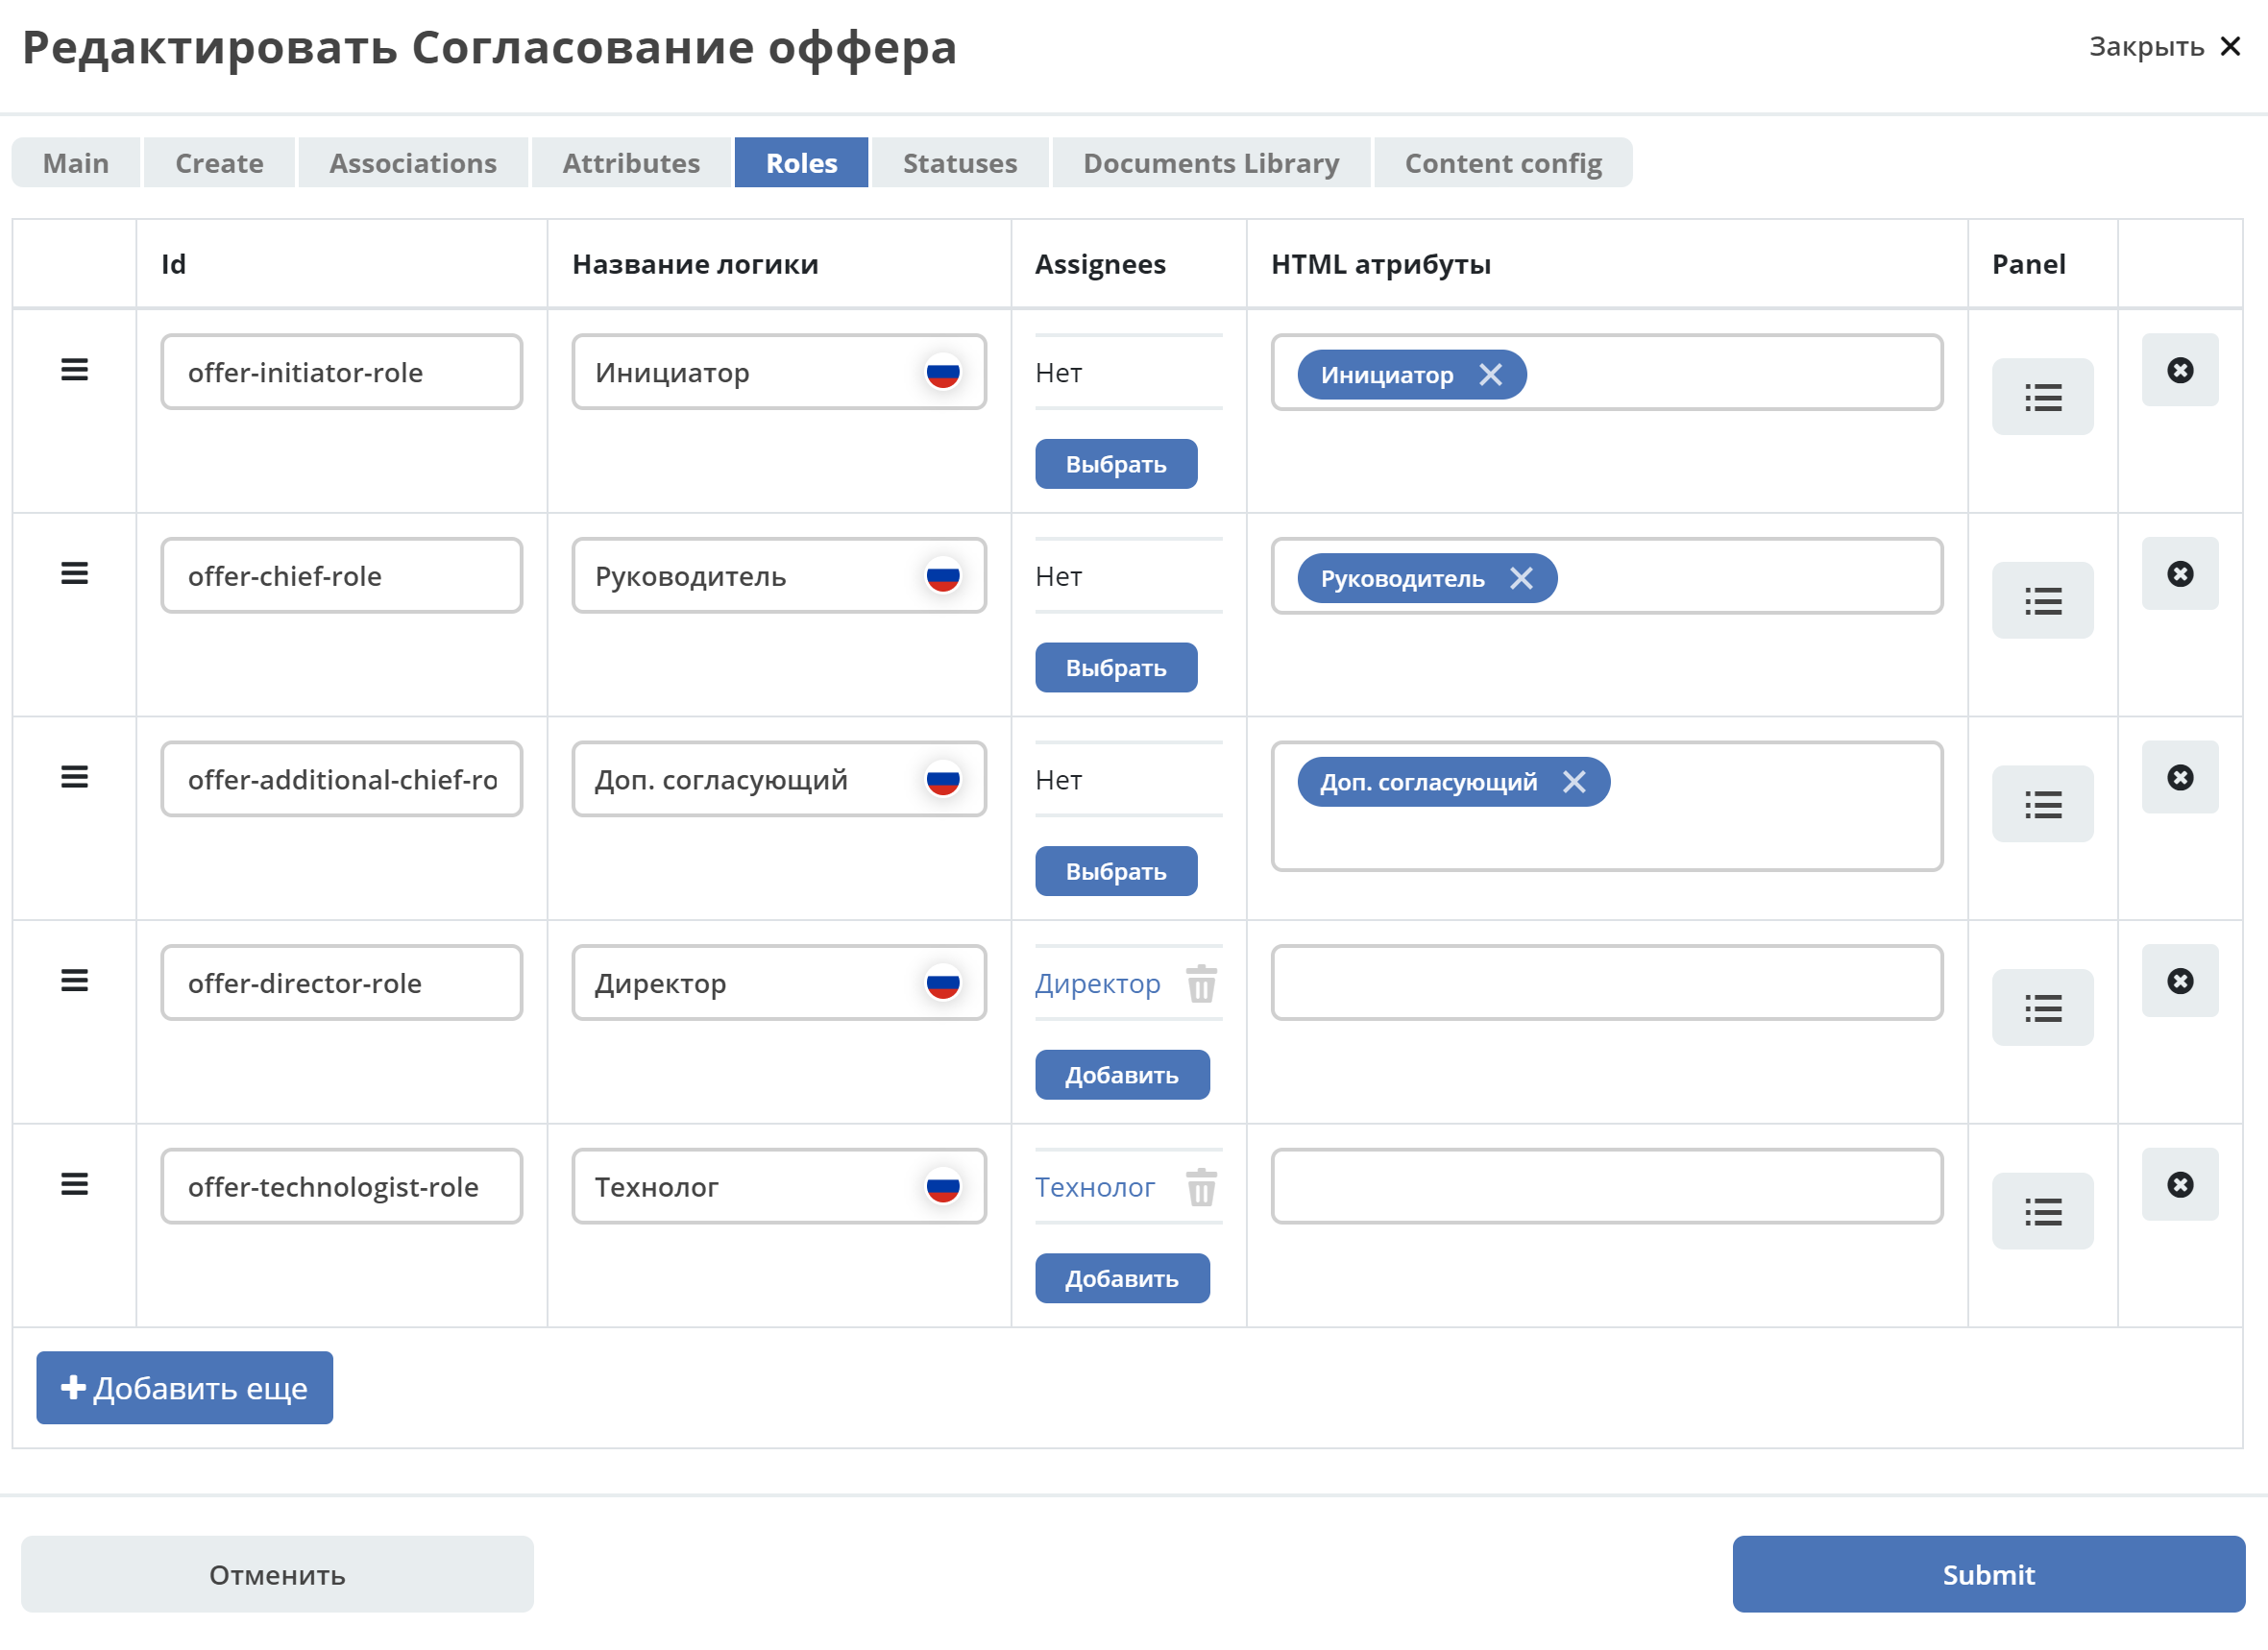 Редактировать Согласование оффера
Закрыть
Main Create Associations Attributes Roles Statuses Documents Library Content config
Id Название логики Assignees HTML атрибуты Panel
offer-initiator-role Инициатор Нет Инициатор
Выбрать
offer-chief-role Руководитель Нет Руководитель
Выбрать
offer-additional-chief-ro Доп. согласующий Нет Доп. согласующий
Выбрать
offer-director-role Директор Директор
Добавить
offer-technologist-role Технолог Технолог
Добавить
Добавить еще
Отменить Submit